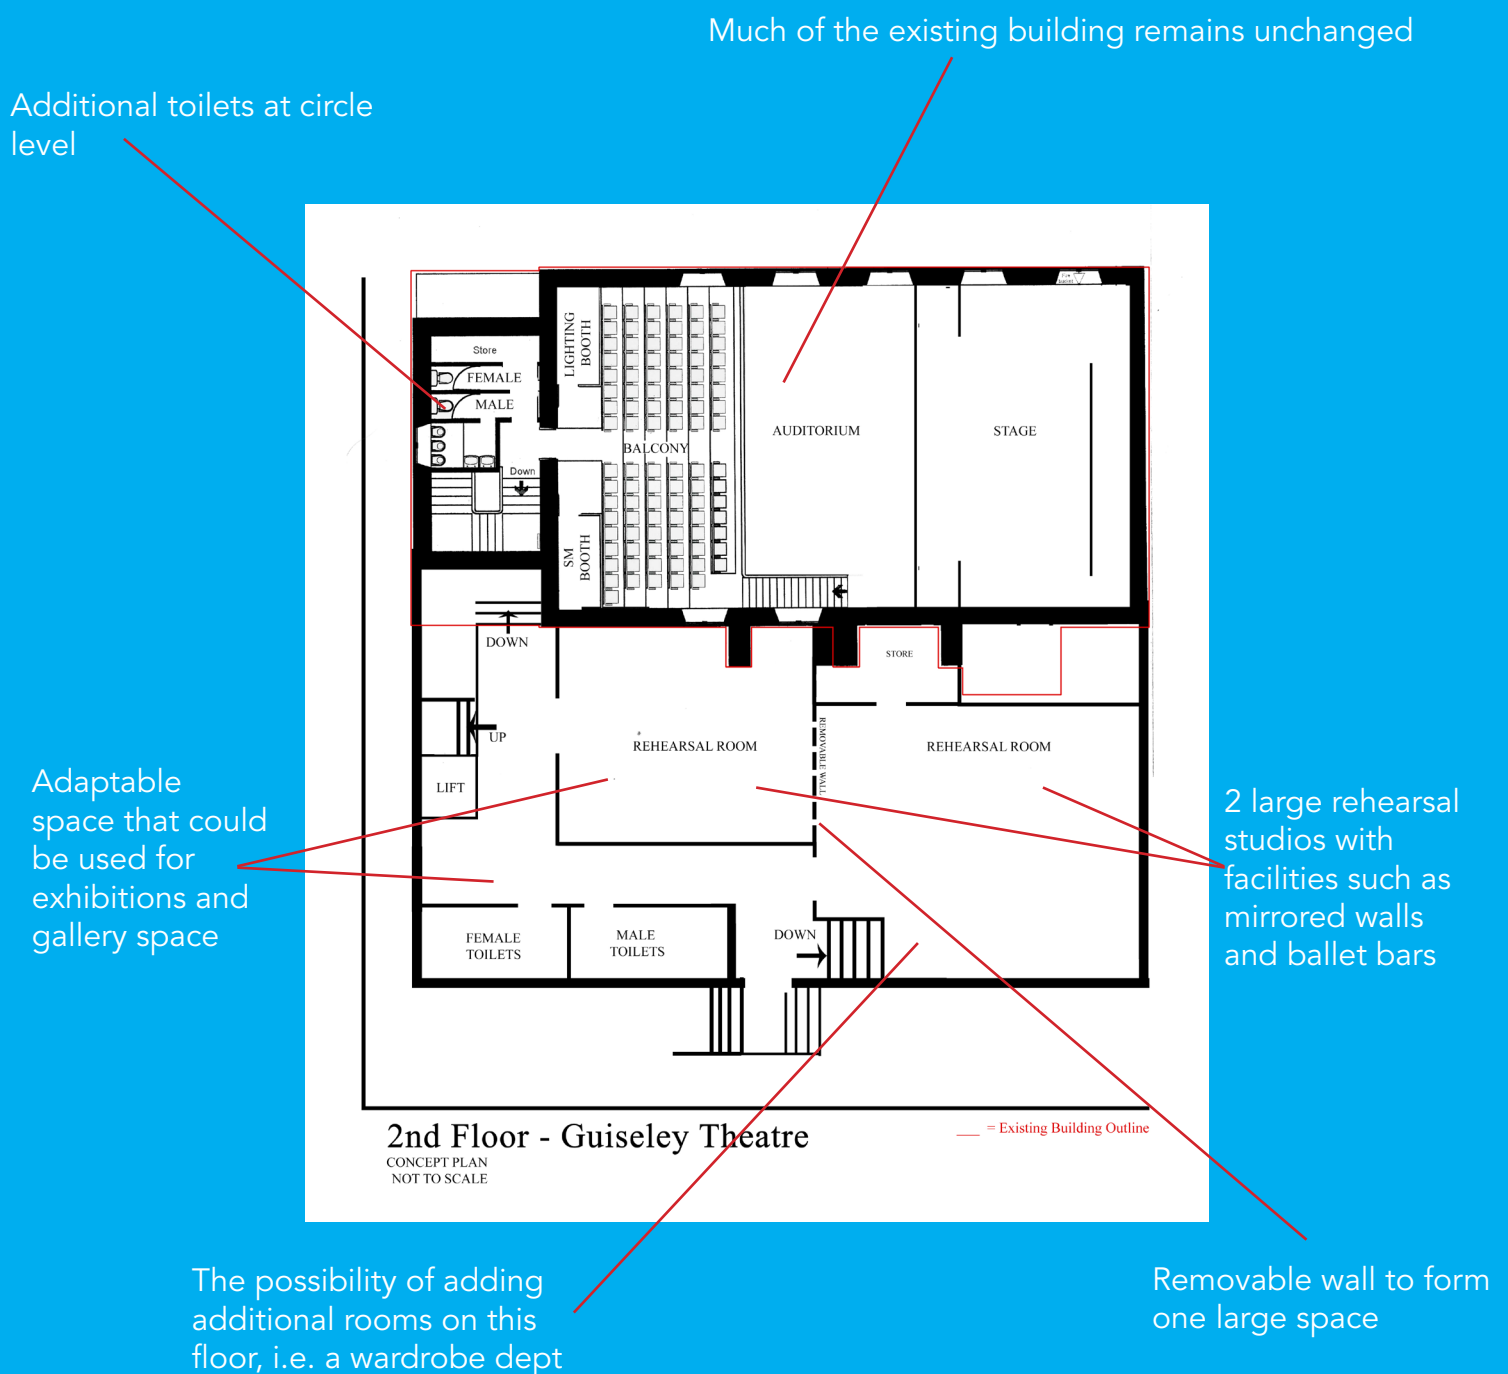 Much of the existing building remains unchanged
Additional toilets at circle
level
Store
FEMALE
MALE
Down
LIGHTING
BOOTH
BALCONY
SM
BOOTH
AUDITORIUM
STAGE
DOWN
STORE
UP
LIFT
REHEARSAL ROOM
REMOVABLE WALL
REHEARSAL ROOM
FEMALE
TOILETS
MALE
TOILETS
DOWN
Adaptable
space that could
be used for
exhibitions and
gallery space
2 large rehearsal
studios with
facilities such as
mirrored walls
and ballet bars
2nd Floor - Guiseley Theatre
CONCEPT PLAN
NOT TO SCALE
= Existing Building Outline
The possibility of adding
additional rooms on this
floor, i.e. a wardrobe dept
Removable wall to form
one large space